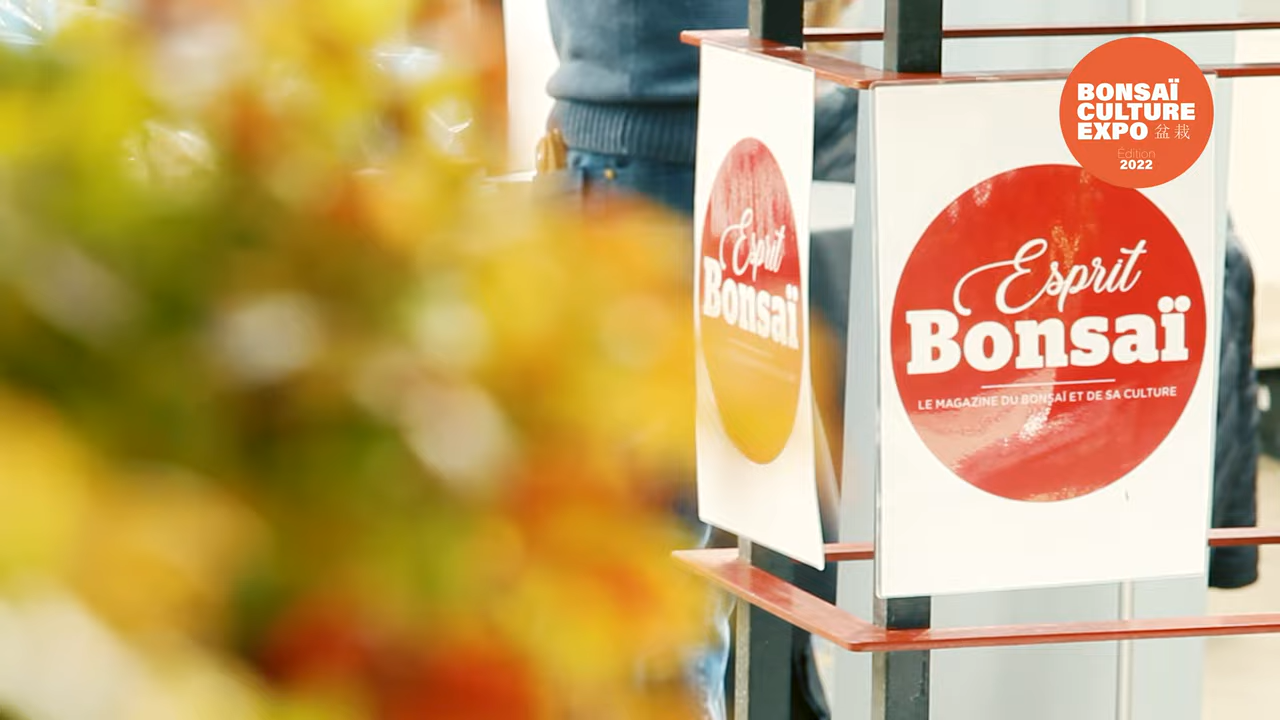 BONSAÏ
CULTURE
EXPO 盆栽
Édition
2022
Esprit
Bonsaï
Esprit
Bonsaï
LE MAGAZINE DU BONSAÏ ET DE SA CULTURE